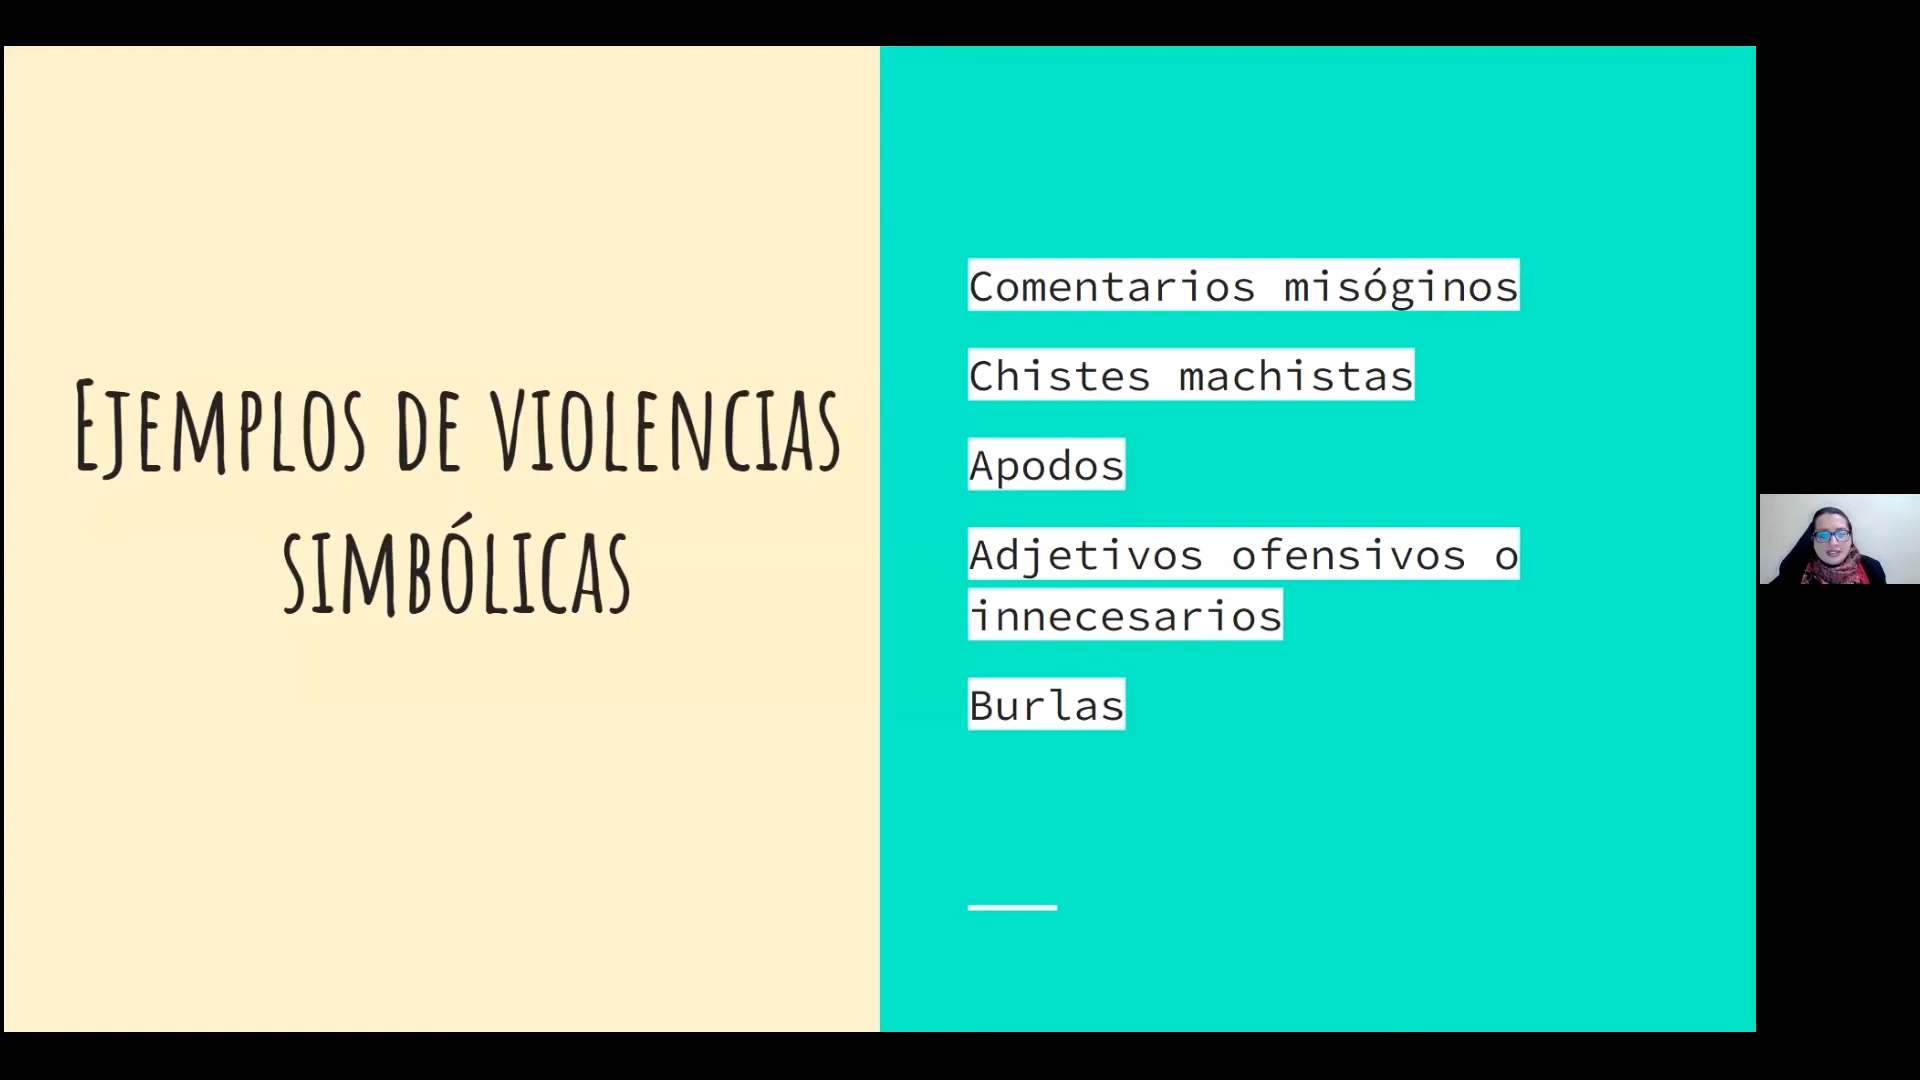 Ejemplos de violencias
simbólicas
Comentarios misóginos
Chistes machistas
Apodos
Adjetivos ofensivos o
innecesarios
Burlas